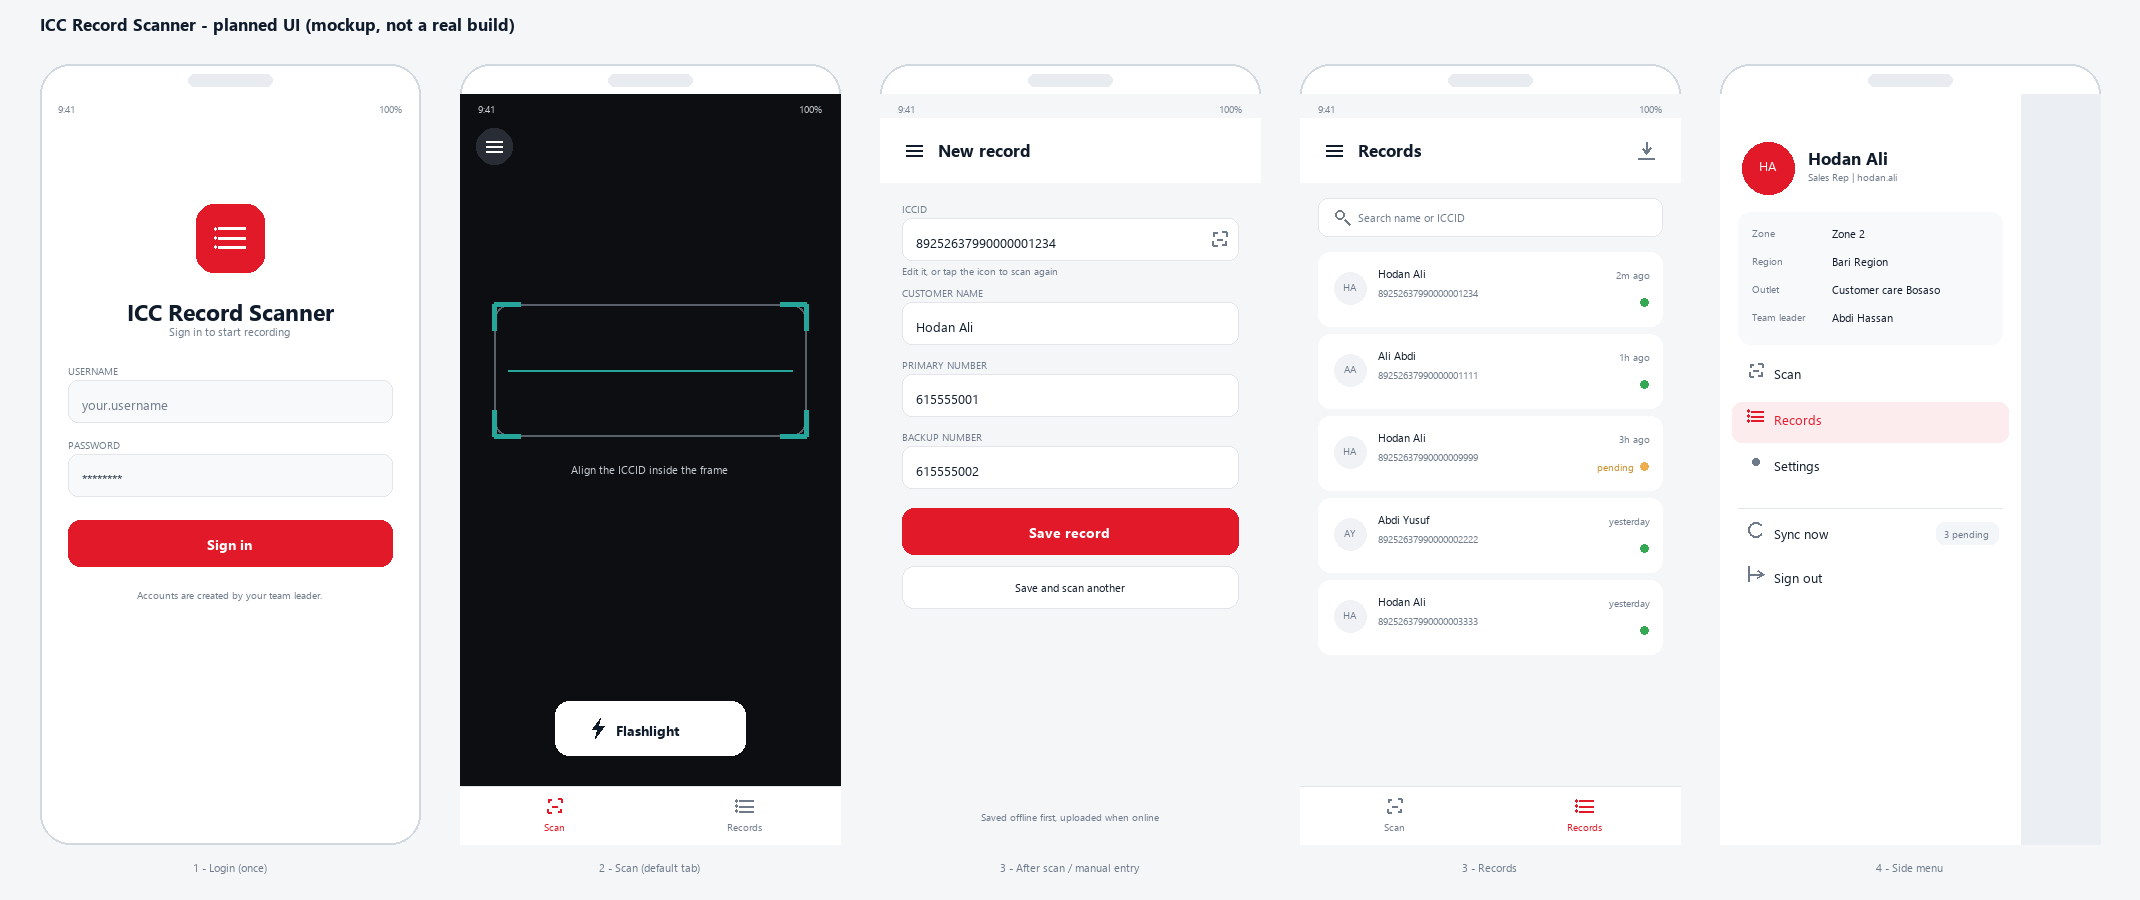 ICC Record Scanner - planned UI (mockup, not a real build)
9:41 100%
ICC Record Scanner
Sign in to start recording
USERNAME
your.username
PASSWORD
********
Sign in
Accounts are created by your team leader.
1 - Login (once)
9:41 100%
Align the ICCID inside the frame
Flashlight
Scan Records
2 - Scan (default tab)
9:41 100%
New record
ICCID
89252637990000001234
Edit it, or tap the icon to scan again
CUSTOMER NAME
Hodan Ali
PRIMARY NUMBER
615555001
BACKUP NUMBER
615555002
Save record
Save and scan another
Saved offline first, uploaded when online
3 - After scan / manual entry
9:41 100%
Records
Search name or ICCID
HA Hodan Ali 2m ago
89252637990000001234
AA Ali Abdi 1h ago
89252637990000001111
HA Hodan Ali 3h ago
89252637990000009999 pending
AY Abdi Yusuf yesterday
89252637990000002222
HA Hodan Ali yesterday
89252637990000003333
Scan Records
3 - Records
HA Hodan Ali
Sales Rep | hodan.ali
Zone Zone 2
Region Bari Region
Outlet Customer care Bosaso
Team leader Abdi Hassan
Scan
Records
Settings
Sync now 3 pending
Sign out
4 - Side menu